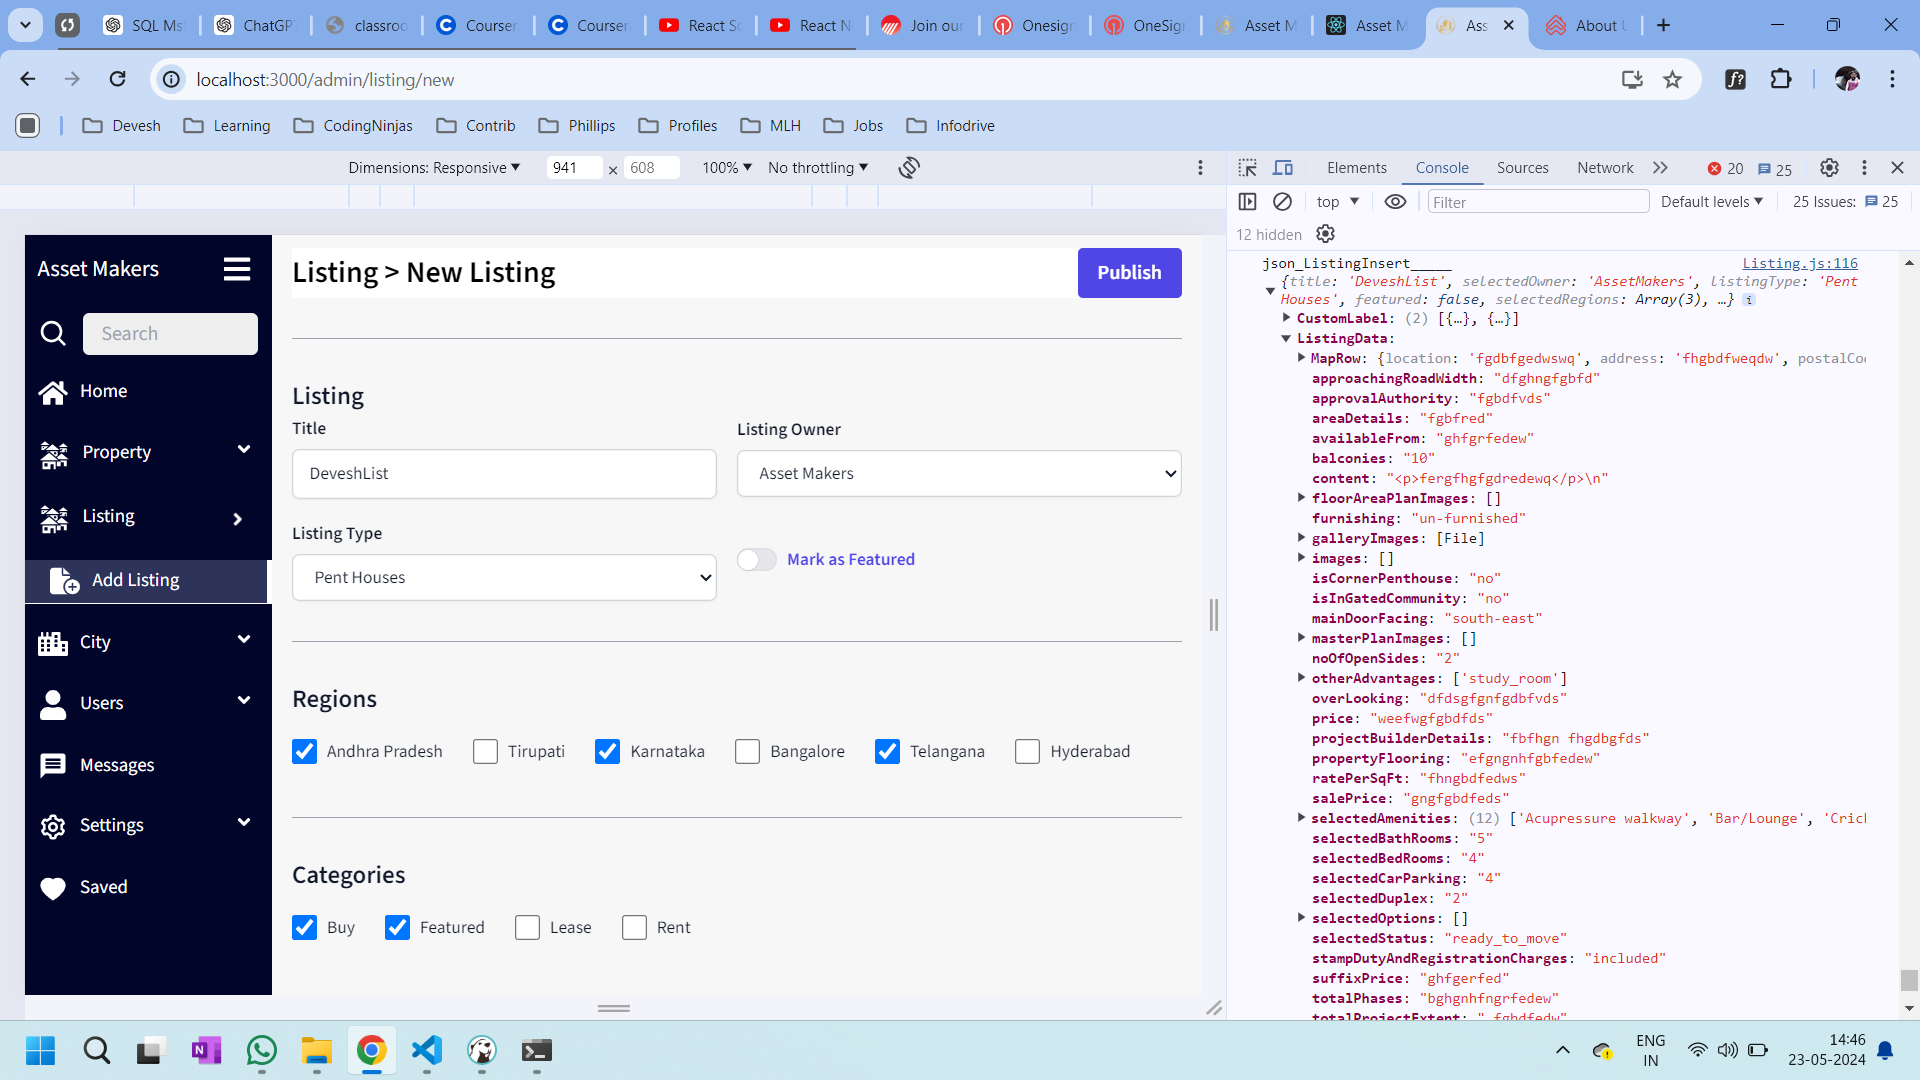 SQL Ms
ChatGP
classroo
Courser
Courser
React S
React N
Join our
Onesig
OneSig
Asset M
Asset M
Ass
About U
localhost:3000/admin/listing/new
Devesh
Learning
CodingNinjas
Contrib
Phillips
Profiles
MLH
Jobs
Infodrive
Dimensions: Responsive
941 × 608
100%
No throttling
Elements
Console
Sources
Network
20
25
top
Filter
Default levels
25 Issues: 25
12 hidden
Asset Makers
Search
Home
Property
Listing
Add Listing
City
Users
Messages
Settings
Saved
Listing > New Listing
Publish
Listing
Title
DeveshList
Listing Owner
Asset Makers
Listing Type
Pent Houses
Mark as Featured
Regions
Andhra Pradesh
Tirupati
Karnataka
Bangalore
Telangana
Hyderabad
Categories
Buy
Featured
Lease
Rent
json_ListingInsert_____
Listing.js:116
{title: 'DeveshList', selectedOwner: 'AssetMakers', listingType: 'Pent
Houses', featured: false, selectedRegions: Array(3), …} i
CustomLabel: (2) [{…}, {…}]
ListingData:
MapRow: {location: 'fgdbfgedwswq', address: 'fhgbdfweqdw', postalCo
approachingRoadWidth: "dfghngfgbfd"
approvalAuthority: "fgbdfvds"
areaDetails: "fgbfred"
availableFrom: "ghfgrfedew"
balconies: "10"
content: "<p>fergfhgfgdredewq</p>\n"
floorAreaPlanImages: []
furnishing: "un-furnished"
galleryImages: [File]
images: []
isCornerPenthouse: "no"
isInGatedCommunity: "no"
mainDoorFacing: "south-east"
masterPlanImages: []
noOfOpenSides: "2"
otherAdvantages: ['study_room']
overLooking: "dfdsgfgnfgdbfvds"
price: "weefwgfgbdfds"
projectBuilderDetails: "fbfhgn fhgdbgfds"
propertyFlooring: "efgngnhfgbfedew"
ratePerSqFt: "fhngbdfedws"
salePrice: "gngfgbdfeds"
selectedAmenities: (12) ['Acupressure walkway', 'Bar/Lounge', 'Cric
selectedBathRooms: "5"
selectedBedRooms: "4"
selectedCarParking: "4"
selectedDuplex: "2"
selectedOptions: []
selectedStatus: "ready_to_move"
stampDutyAndRegistrationCharges: "included"
suffixPrice: "ghfgerfed"
totalPhases: "bghgnhfngrfedew"
totalProjectExtent:
ENG
IN
14:46
23-05-2024